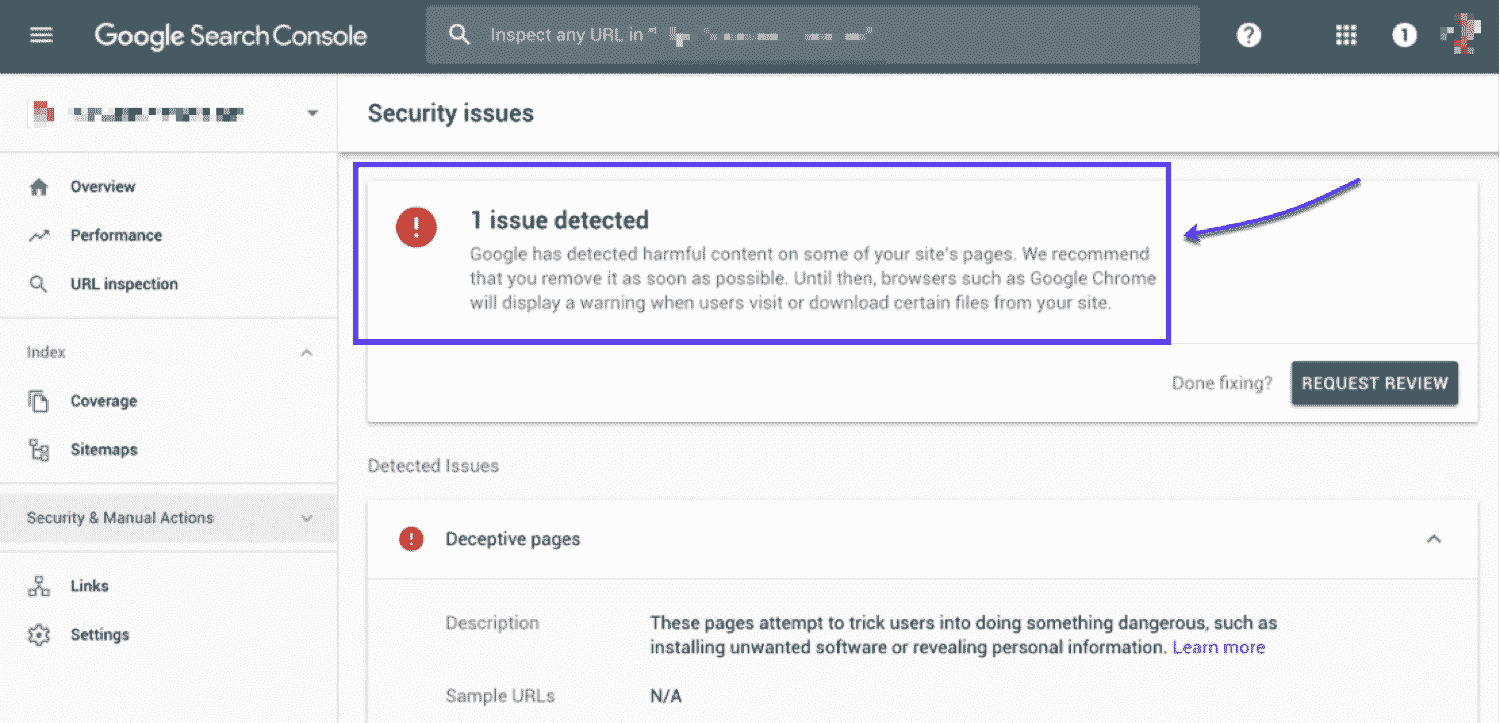 Google Search Console
Inspect any URL in "
1
Security issues
Overview
Performance
URL inspection
Index
Coverage
Sitemaps
Security & Manual Actions
Links
Settings
1 issue detected
Google has detected harmful content on some of your site's pages. We recommend
that you remove it as soon as possible. Until then, browsers such as Google Chrome
will display a warning when users visit or download certain files from your site.
Done fixing?
REQUEST REVIEW
Detected Issues
Deceptive pages
Description
These pages attempt to trick users into doing something dangerous, such as
installing unwanted software or revealing personal information. Learn more
Sample URLs
N/A